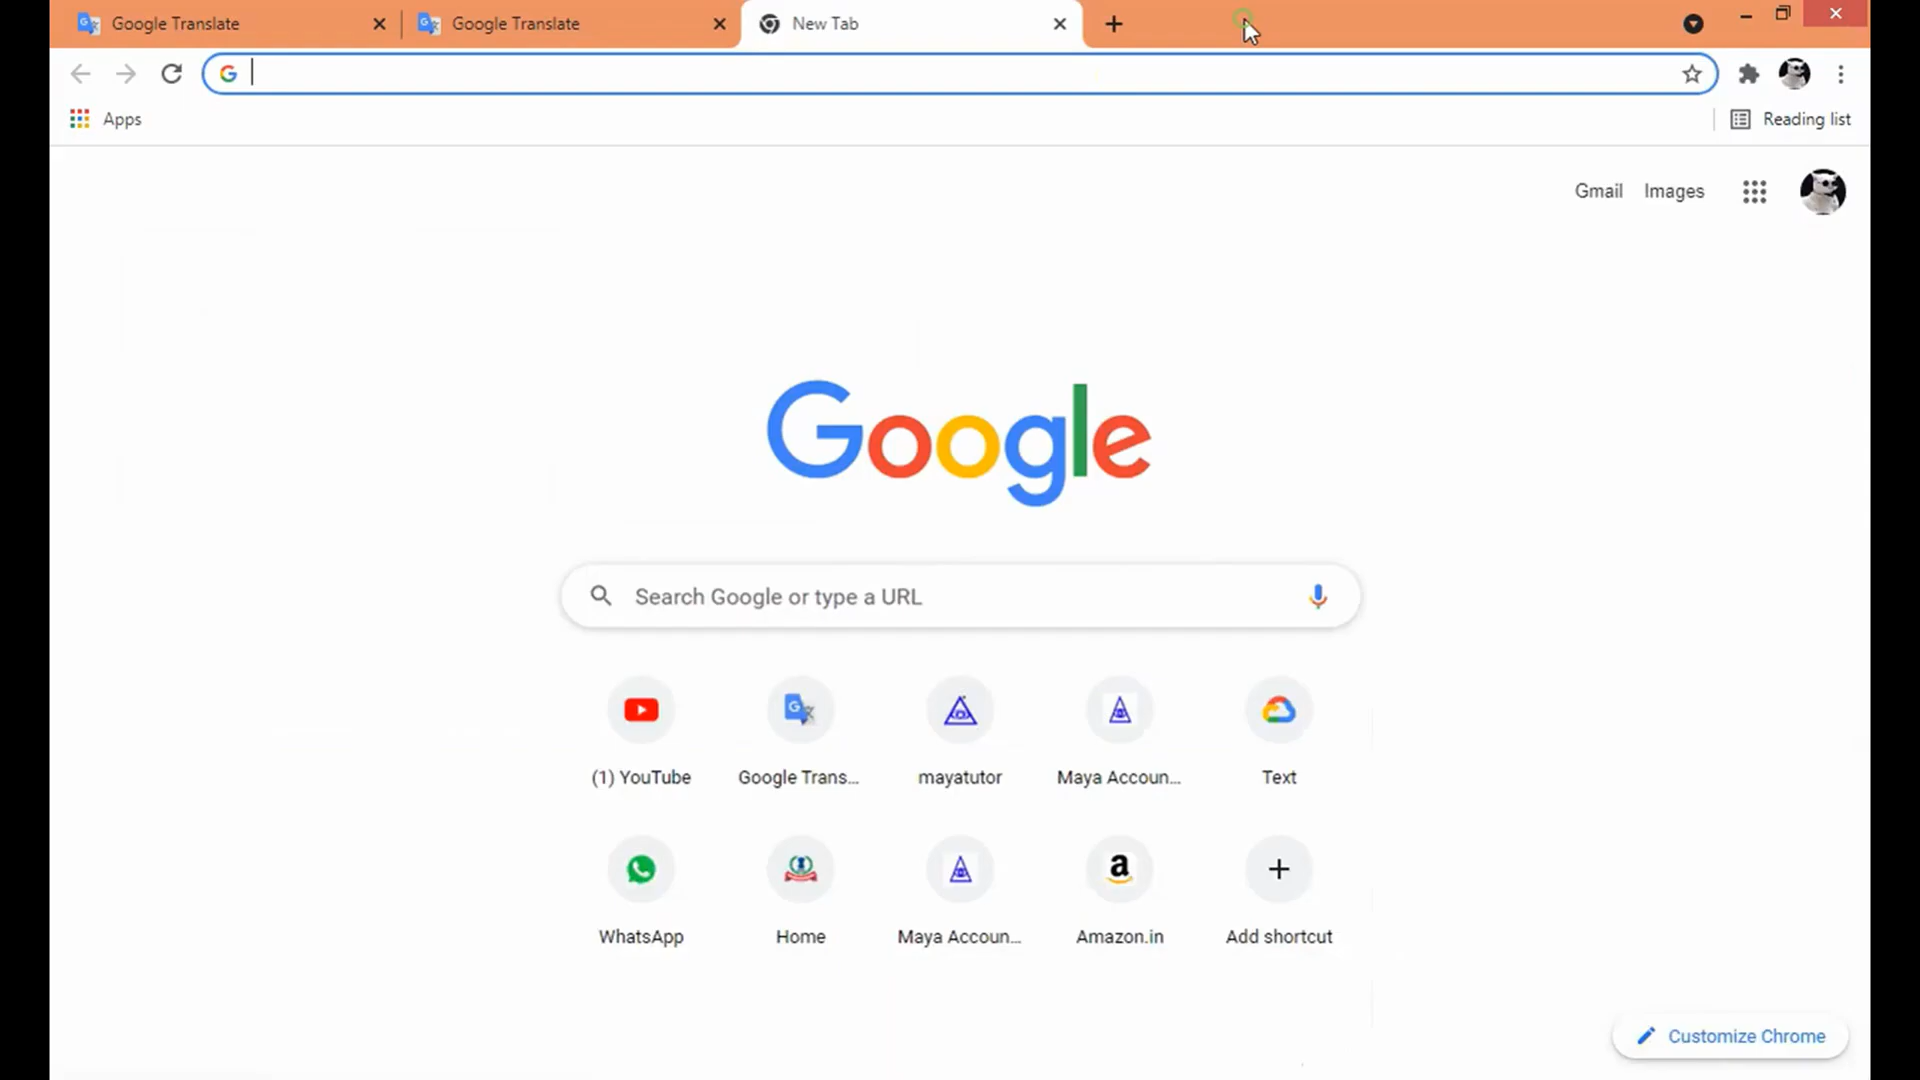 Google Translate
Google Translate
New Tab
Apps
Reading list
Gmail Images
Google
Search Google or type a URL
(1) YouTube
Google Trans...
mayatutor
Maya Accoun...
Text
WhatsApp
Home
Maya Accoun...
Amazon.in
Add shortcut
Customize Chrome